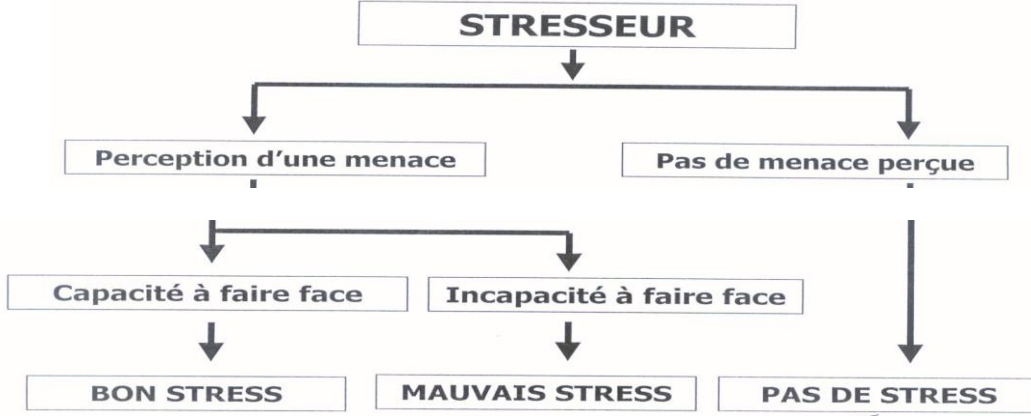 STRESSEUR
Perception d’une menace
Pas de menace perçue
Capacité à faire face
Incapacité à faire face
BON STRESS
MAUVAIS STRESS
PAS DE STRESS